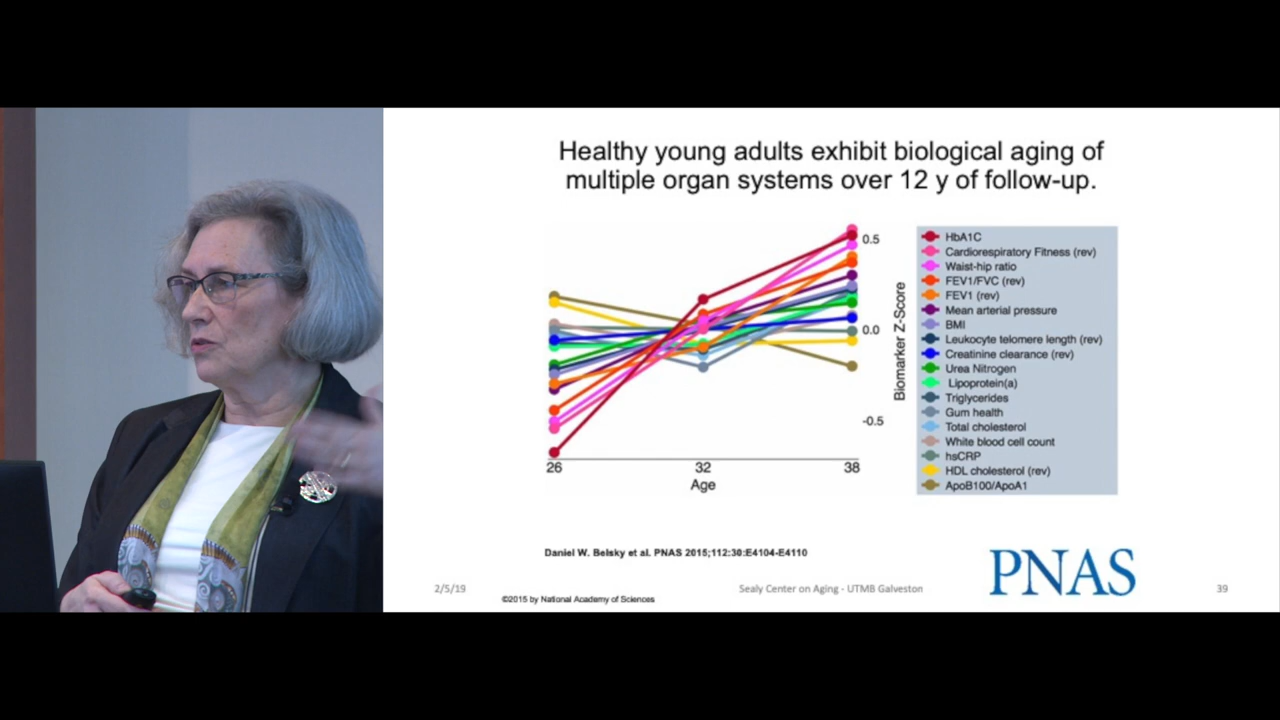 Healthy young adults exhibit biological aging of
multiple organ systems over 12 y of follow-up.
0.5
0.0
-0.5
Biomarker Z-Score
26
32
38
Age
HbA1C
Cardiorespiratory Fitness (rev)
Waist-hip ratio
FEV1/FVC (rev)
FEV1 (rev)
Mean arterial pressure
BMI
Leukocyte telomere length (rev)
Creatinine clearance (rev)
Urea Nitrogen
Lipoprotein(a)
Triglycerides
Gum health
Total cholesterol
White blood cell count
hsCRP
HDL cholesterol (rev)
ApoB100/ApoA1
Daniel W. Belsky et al. PNAS 2015;112:30:E4104-E4110
PNAS
2/5/19
©2015 by National Academy of Sciences
Sealy Center on Aging - UTMB Galveston
39